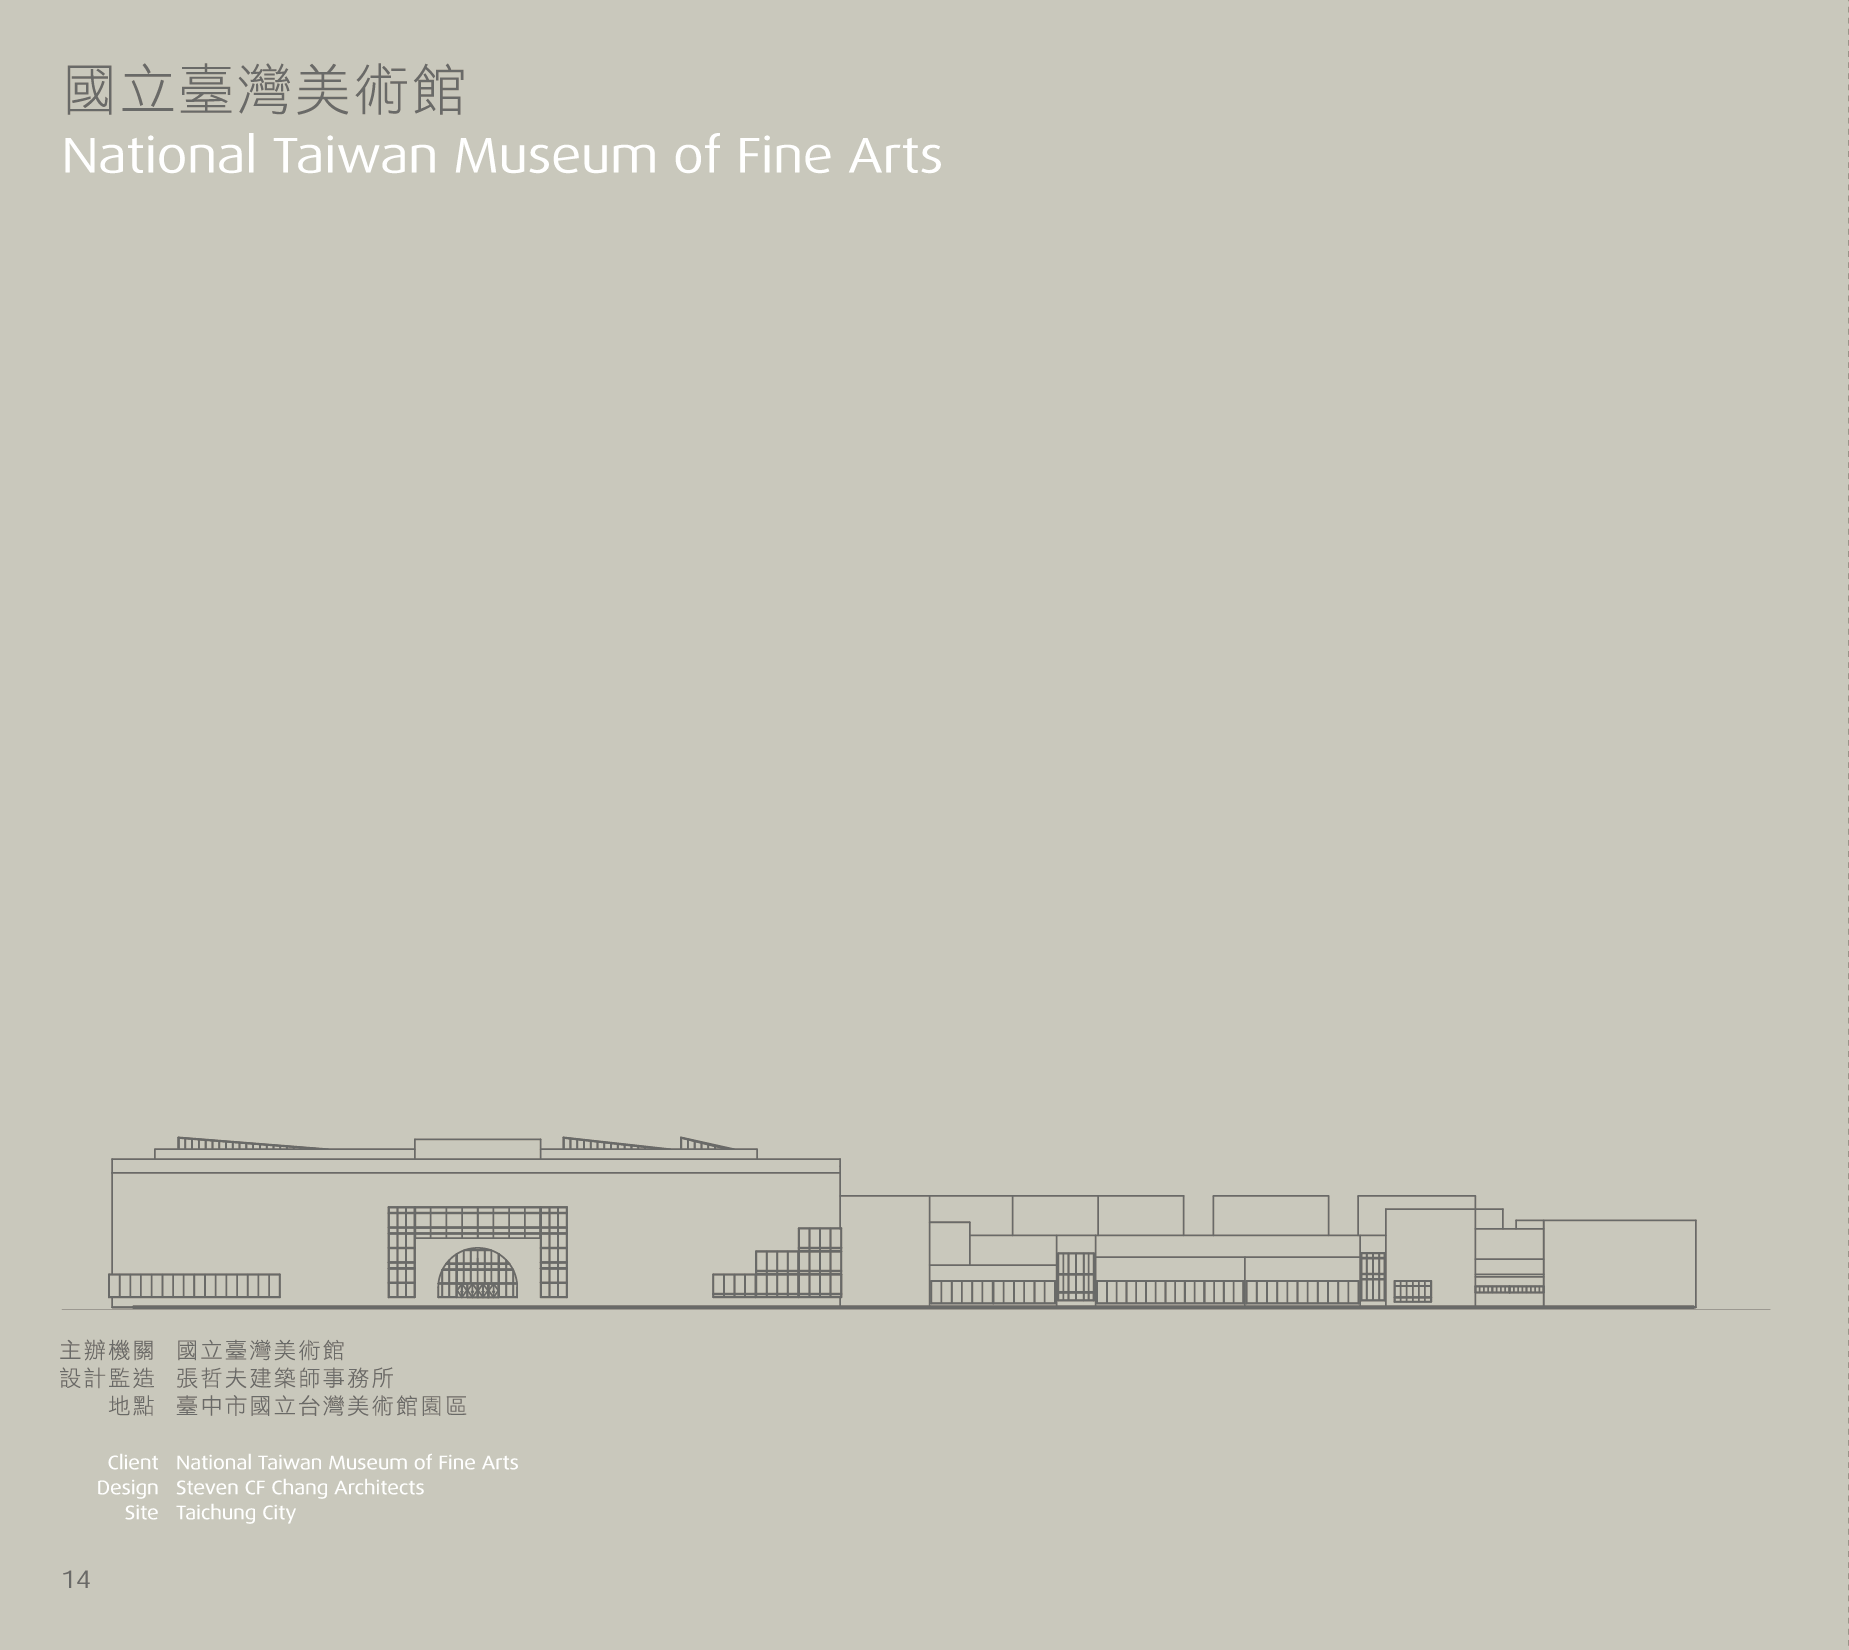 國立臺灣美術館
National Taiwan Museum of Fine Arts
主辦機關 國立臺灣美術館
設計監造 張哲夫建築師事務所
地點 臺中市國立台灣美術館園區
Client National Taiwan Museum of Fine Arts
Design Steven CF Chang Architects
Site Taichung City
14